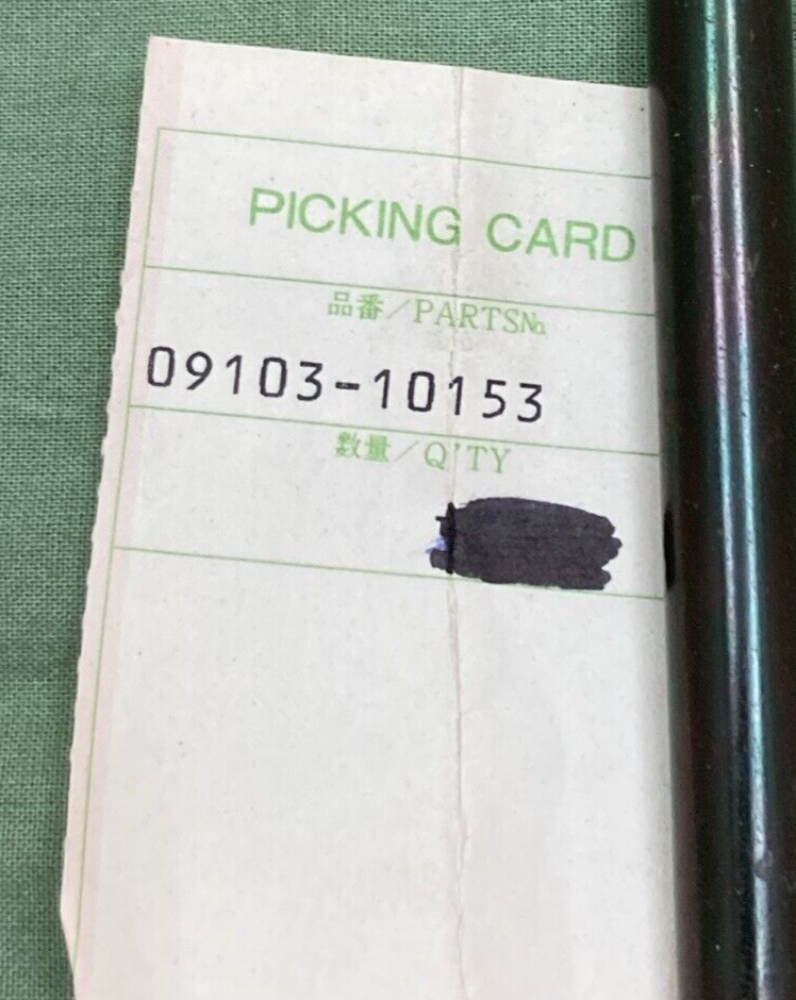 PICKING CARD
品番／PARTS№
09103-10153
数量／Q'TY